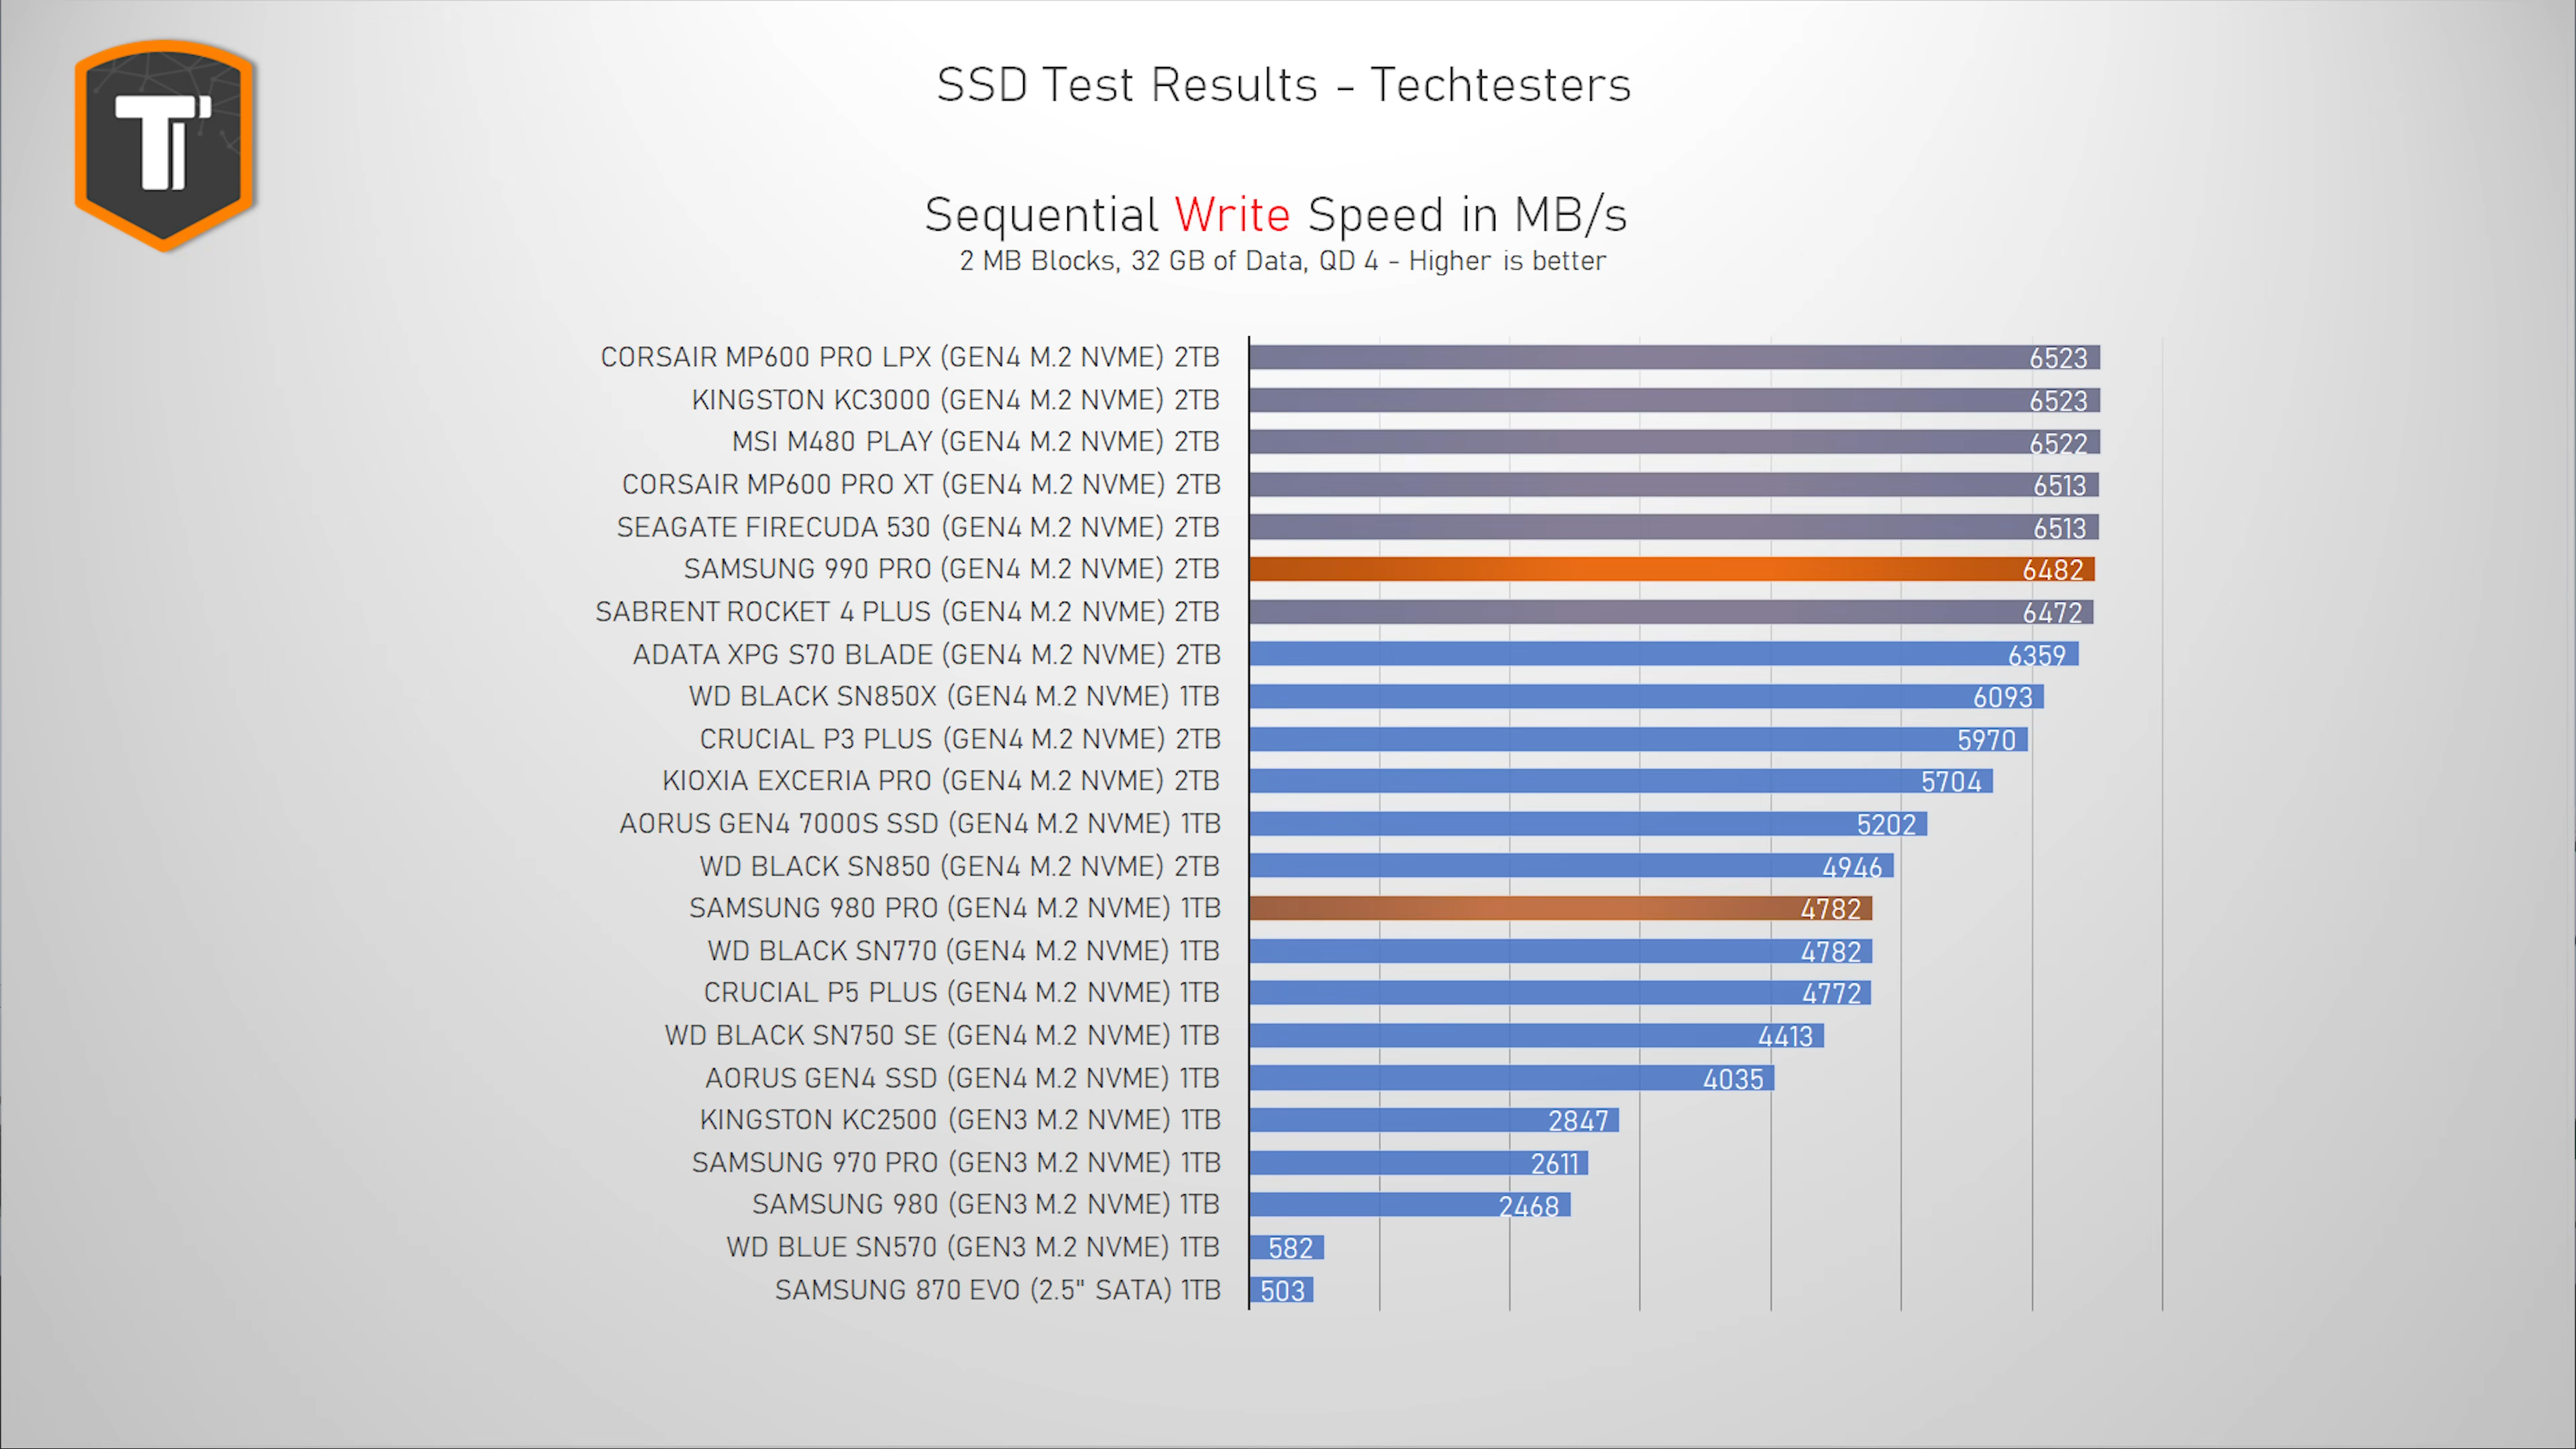 SSD Test Results - Techtesters
Sequential Write Speed in MB/s
2 MB Blocks, 32 GB of Data, QD 4 - Higher is better
CORSAIR MP600 PRO LPX (GEN4 M.2 NVME) 2TB 6523
KINGSTON KC3000 (GEN4 M.2 NVME) 2TB 6523
MSI M480 PLAY (GEN4 M.2 NVME) 2TB 6522
CORSAIR MP600 PRO XT (GEN4 M.2 NVME) 2TB 6513
SEAGATE FIRECUDA 530 (GEN4 M.2 NVME) 2TB 6513
SAMSUNG 990 PRO (GEN4 M.2 NVME) 2TB 6482
SABRENT ROCKET 4 PLUS (GEN4 M.2 NVME) 2TB 6472
ADATA XPG S70 BLADE (GEN4 M.2 NVME) 2TB 6359
WD BLACK SN850X (GEN4 M.2 NVME) 1TB 6093
CRUCIAL P3 PLUS (GEN4 M.2 NVME) 2TB 5970
KIOXIA EXCERIA PRO (GEN4 M.2 NVME) 2TB 5704
AORUS GEN4 7000S SSD (GEN4 M.2 NVME) 1TB 5202
WD BLACK SN850 (GEN4 M.2 NVME) 2TB 4946
SAMSUNG 980 PRO (GEN4 M.2 NVME) 1TB 4782
WD BLACK SN770 (GEN4 M.2 NVME) 1TB 4782
CRUCIAL P5 PLUS (GEN4 M.2 NVME) 1TB 4772
WD BLACK SN750 SE (GEN4 M.2 NVME) 1TB 4413
AORUS GEN4 SSD (GEN4 M.2 NVME) 1TB 4035
KINGSTON KC2500 (GEN3 M.2 NVME) 1TB 2847
SAMSUNG 970 PRO (GEN3 M.2 NVME) 1TB 2611
SAMSUNG 980 (GEN3 M.2 NVME) 1TB 2468
WD BLUE SN570 (GEN3 M.2 NVME) 1TB 582
SAMSUNG 870 EVO (2.5" SATA) 1TB 503